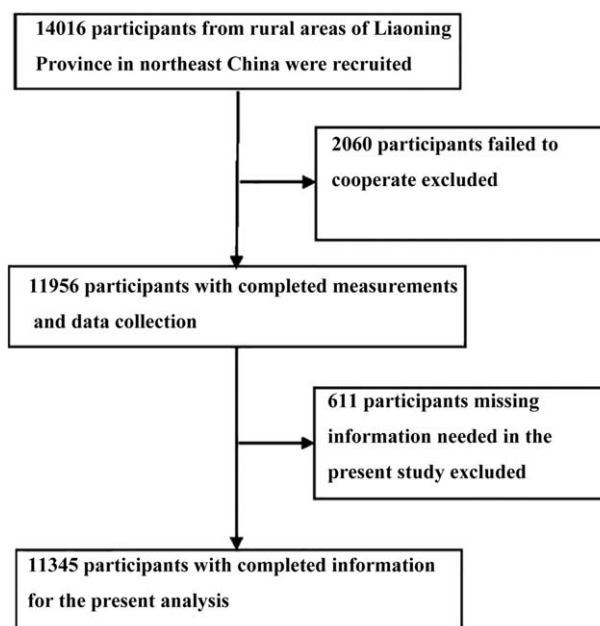 14016 participants from rural areas of Liaoning
Province in northeast China were recruited
2060 participants failed to
cooperate excluded
11956 participants with completed measurements
and data collection
611 participants missing
information needed in the
present study excluded
11345 participants with completed information
for the present analysis